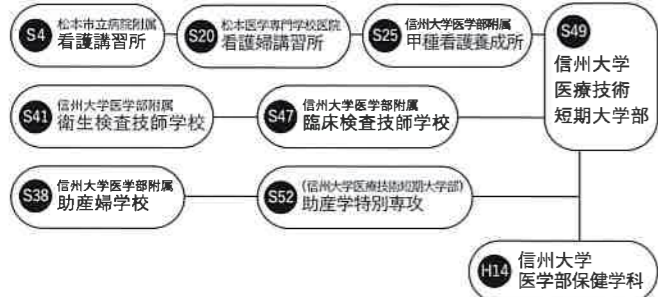 S4
松本市立病院附属
看護講習所
S20
松本医学専門学校医院
看護婦講習所
S25
信州大学医学部附属
甲種看護養成所
S49
信州大学
医療技術
短期大学部
S41
信州大学医学部附属
衛生検査技師学校
S47
信州大学医学部附属
臨床検査技師学校
S38
信州大学医学部附属
助産婦学校
S52
(信州大学医療技術短期大学部)
助産学特別専攻
H14
信州大学
医学部保健学科